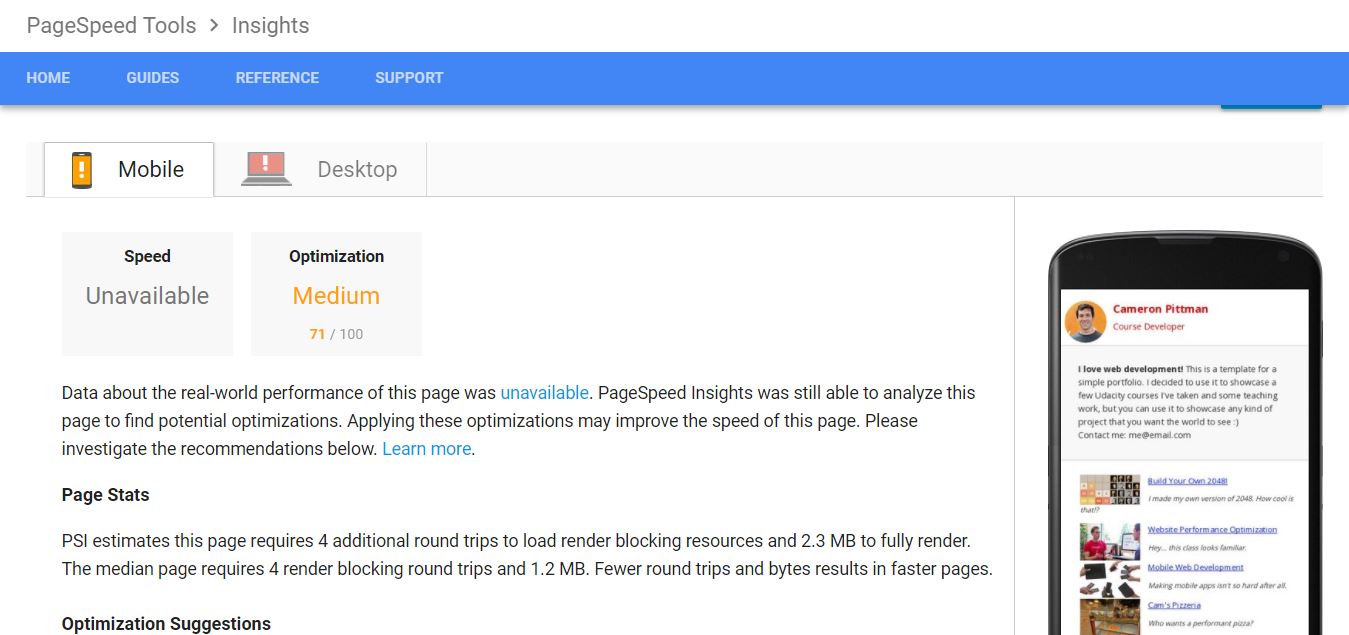 PageSpeed Tools > Insights
HOME GUIDES REFERENCE SUPPORT
Mobile Desktop
Speed
Unavailable
Optimization
Medium
71 / 100
Data about the real-world performance of this page was unavailable. PageSpeed Insights was still able to analyze this
page to find potential optimizations. Applying these optimizations may improve the speed of this page. Please
investigate the recommendations below. Learn more.
Page Stats
PSI estimates this page requires 4 additional round trips to load render blocking resources and 2.3 MB to fully render.
The median page requires 4 render blocking round trips and 1.2 MB. Fewer round trips and bytes results in faster pages.
Optimization Suggestions
Cameron Pittman
Course Developer
I love web development! This is a template for a
simple portfolio. I decided to use it to showcase a
few Udacity courses I've taken and some teaching
work, but you can use it to showcase any kind of
project that you want the world to see :)
Contact me: me@email.com
Build Your Own 2048!
I made my own version of 2048. How cool is
that!?
Website Performance Optimization
Hey... this class looks familiar.
Mobile Web Development
Making mobile apps isn't so hard after all.
Cam's Pizzeria
Who wants a performant pizza?